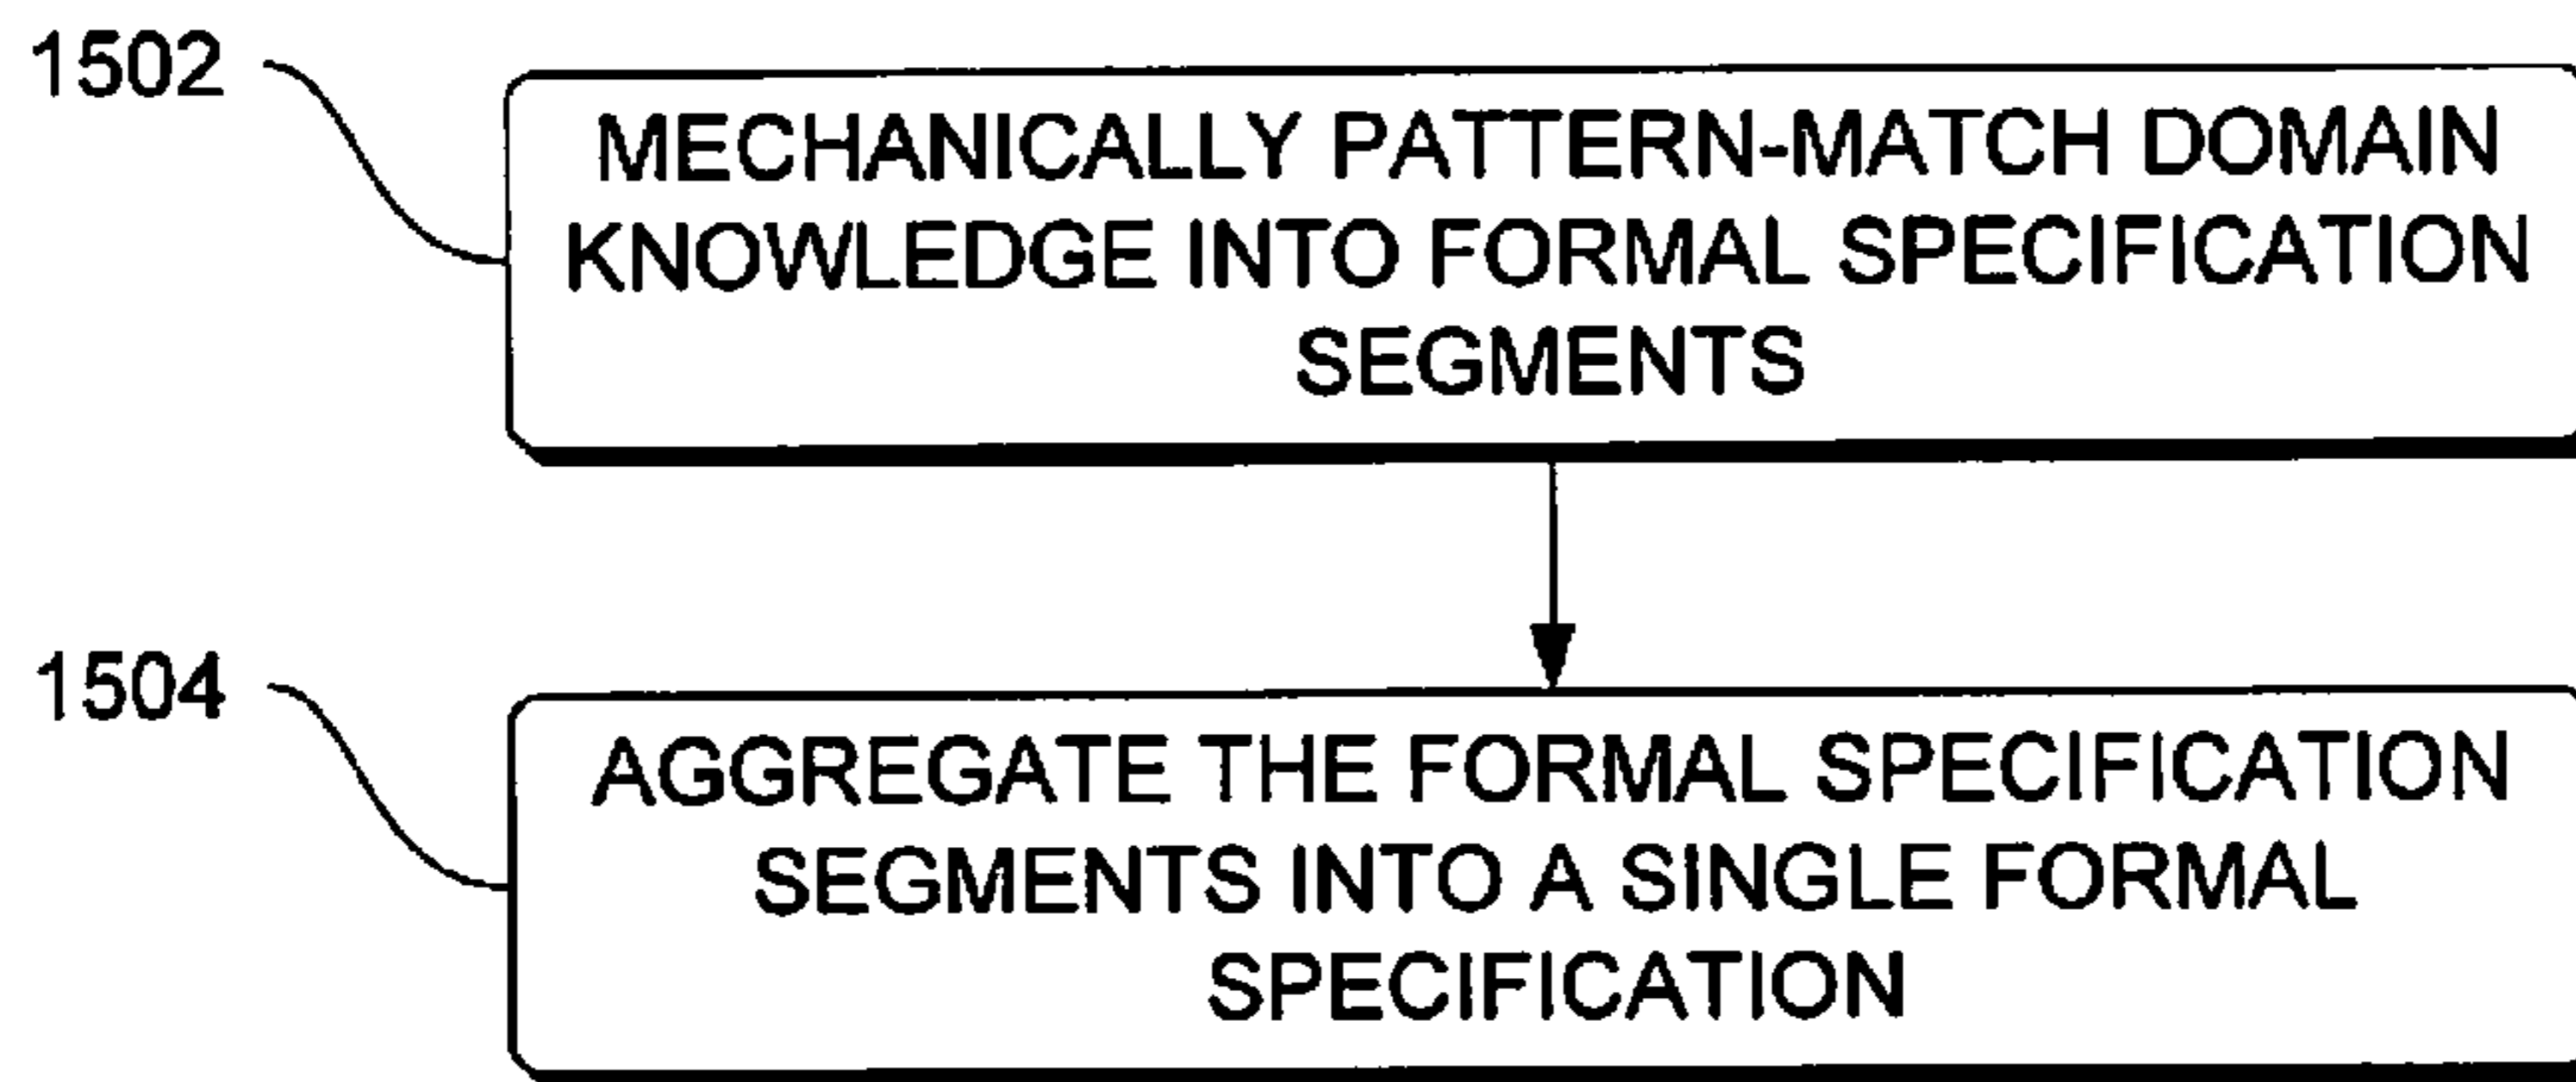 1502
MECHANICALLY PATTERN-MATCH DOMAIN
KNOWLEDGE INTO FORMAL SPECIFICATION
SEGMENTS
1504
AGGREGATE THE FORMAL SPECIFICATION
SEGMENTS INTO A SINGLE FORMAL
SPECIFICATION